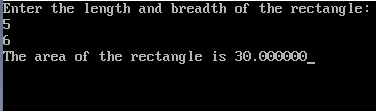 Enter the length and breadth of the rectangle:
5
6
The area of the rectangle is 30.000000_